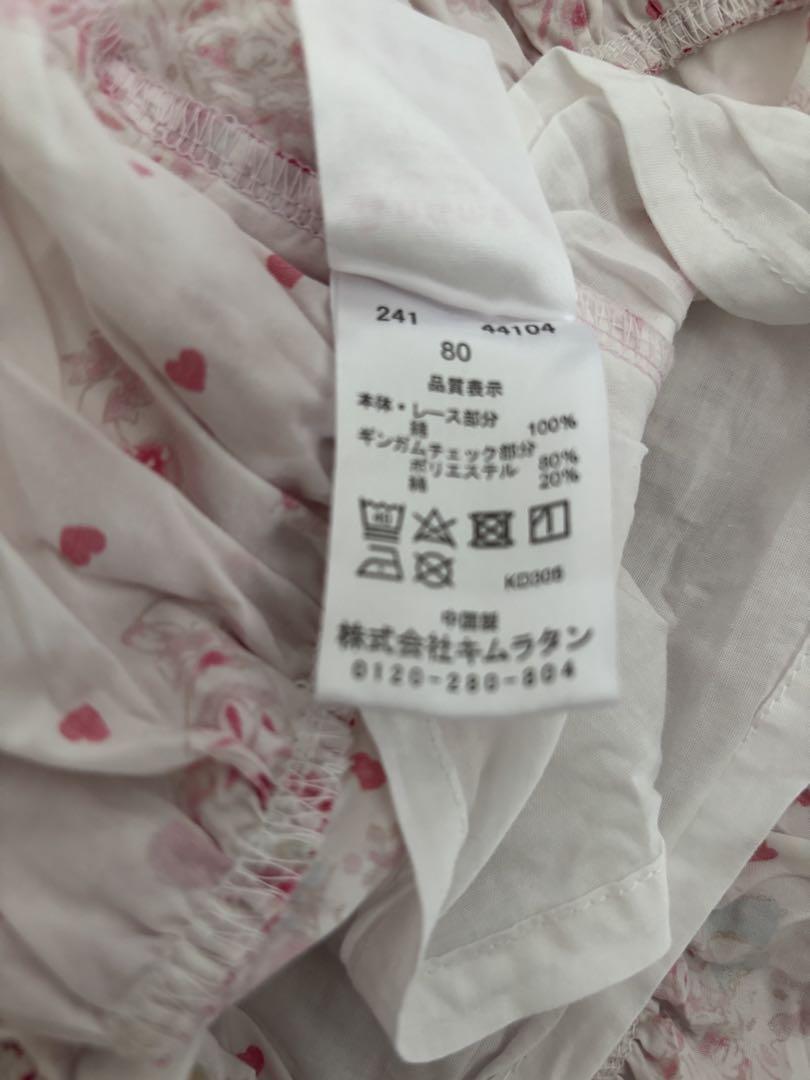 241 44104
80
品質表示
本体・レース部分
綿 100%
ギンガムチェック部分
ポリエステル 80%
綿 20%
KD308
中国製
株式会社キムラタン
0120-280-804